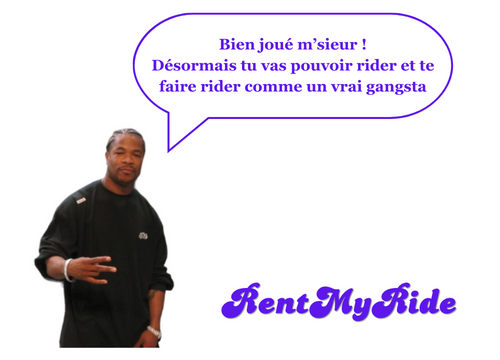 Bien joué m’sieur !
Désormais tu vas pouvoir rider et te
faire rider comme un vrai gangsta
RentMyRide